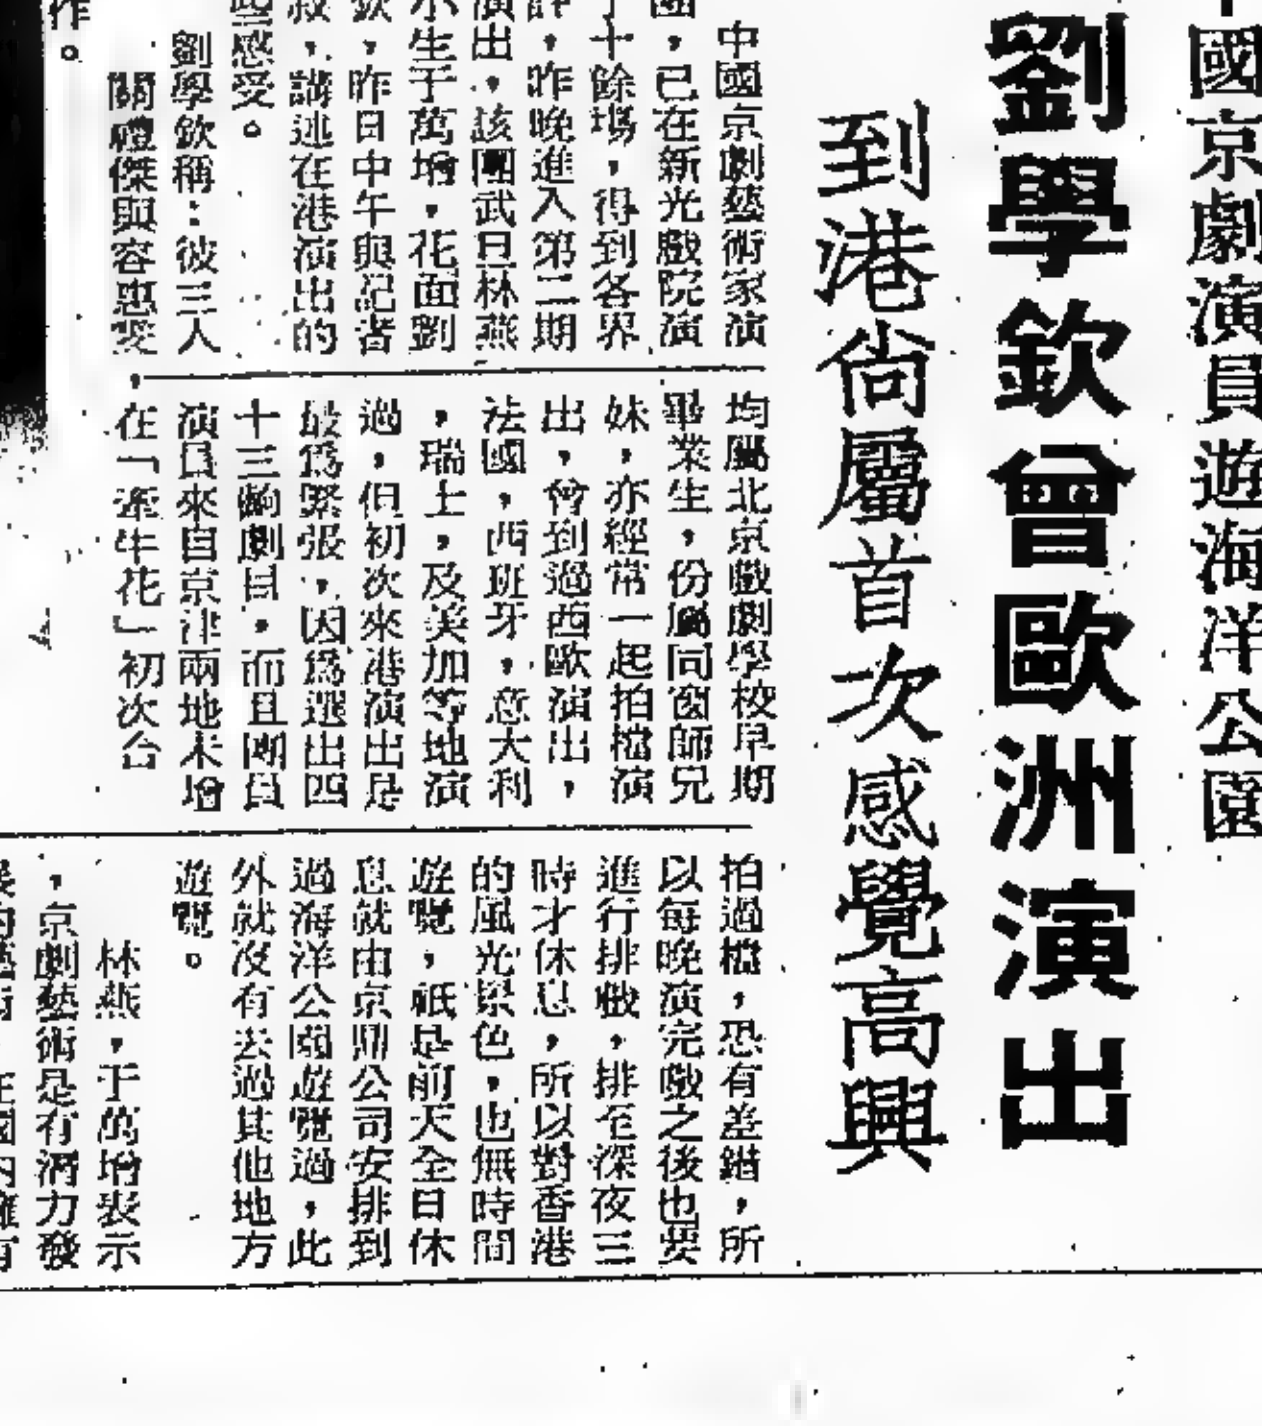 國京劇演員遊海洋公園
劉學欽曾歐洲演出
到港尙屬首次感覺高興
中國京劇藝術家演
團，已在新光戲院演
十餘場，得到各界
評，昨晚進入第二期
演出，該團武旦林燕
小生于萬增，花面劉
欽，昨日中午與記者
敍，講述在港演出的
些感受。
劉學欽稱：彼三人
均屬北京戲劇學校早期
畢業生，份屬同窗師兄
妹，亦經常一起拍檔演
出，曾到過西歐演出，
法國，西班牙，意大利
，瑞士，及美加等地演
過，但初次來港演出是
最爲緊張，因爲選出四
十三齣劇目，而且團員
演員來自京津兩地未增
拍過檔，恐有差錯，所
以每晚演完戲之後也要
進行排戲，排至深夜三
時才休息，所以對香港
的風光景色，也無時間
遊覽，祇是前天全日休
息就由京鼎公司安排到
過海洋公園遊覽過，此
外就沒有去過其他地方
遊覽。
林燕，于萬增表示
，京劇藝術是有潛力發
作。
關禮傑與容惠雯
，在「牽牛花」初次合